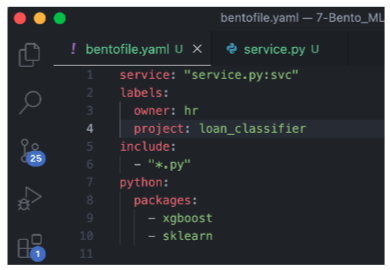 bentofile.yaml — 7-Bento_ML
! bentofile.yaml U × service.py U
1 service: "service.py:svc"
2 labels:
3   owner: hr
4   project: loan_classifier
5 include:
6   - "*.py"
7 python:
8   packages:
9     - xgboost
10     - sklearn
11
25
1